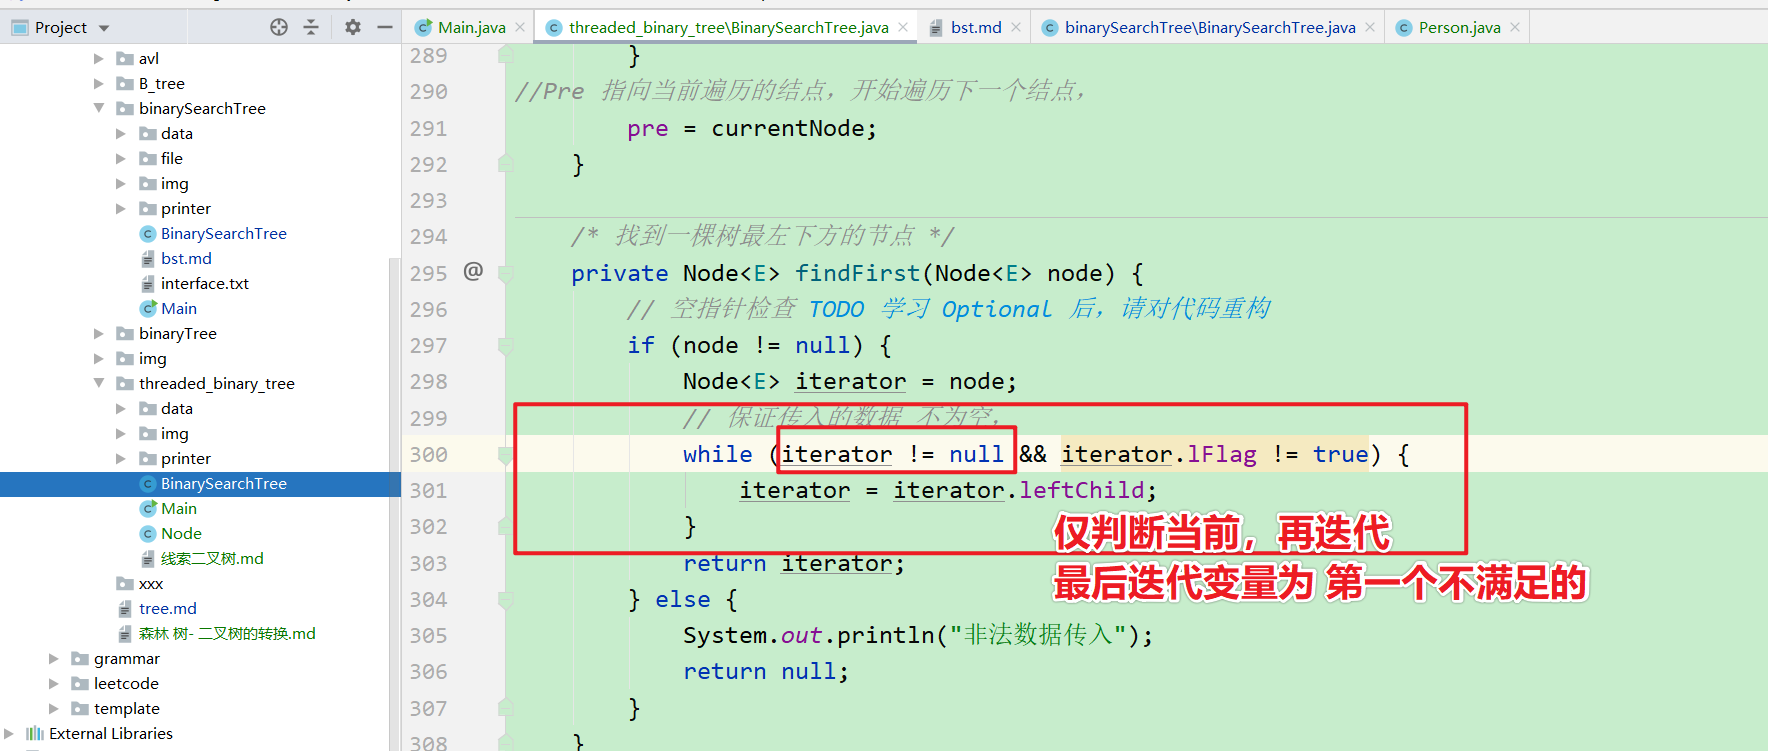 Project
Main.java
threaded_binary_tree\BinarySearchTree.java
bst.md
binarySearchTree\BinarySearchTree.java
Person.java
avl
B_tree
binarySearchTree
data
file
img
printer
BinarySearchTree
bst.md
interface.txt
Main
binaryTree
img
threaded_binary_tree
data
img
printer
BinarySearchTree
Main
Node
线索二叉树.md
xxx
tree.md
森林 树- 二叉树的转换.md
grammar
leetcode
template
External Libraries
289 }
290 //Pre 指向当前遍历的结点，开始遍历下一个结点，
291 pre = currentNode;
292 }
293
294 /* 找到一棵树最左下方的节点 */
295 @ private Node<E> findFirst(Node<E> node) {
296 // 空指针检查 TODO 学习 Optional 后，请对代码重构
297 if (node != null) {
298 Node<E> iterator = node;
299 // 保证传入的数据 不为空，
300 while (iterator != null && iterator.lFlag != true) {
301 iterator = iterator.leftChild;
302 }
303 return iterator;
304 } else {
305 System.out.println("非法数据传入");
306 return null;
307 }
308 }
仅判断当前，再迭代
最后迭代变量为 第一个不满足的